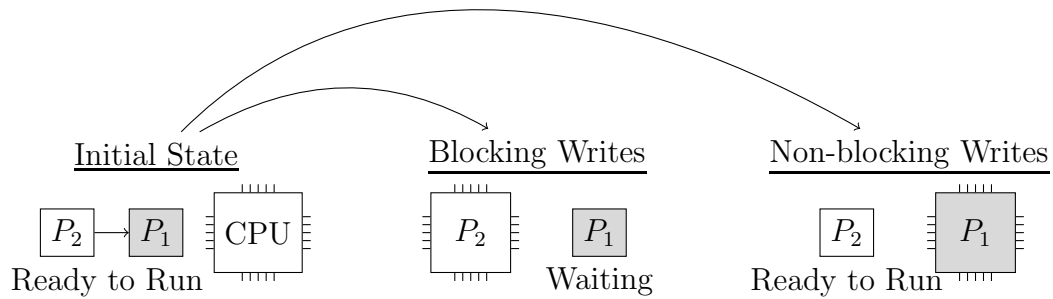 Initial State
Blocking Writes
Non-blocking Writes
P₂
P₁
CPU
P₂
P₁
P₂
P₁
Ready to Run
Waiting
Ready to Run